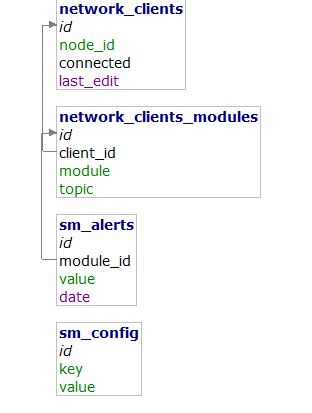 network_clients
id
node_id
connected
last_edit
network_clients_modules
id
client_id
module
topic
sm_alerts
id
module_id
value
date
sm_config
id
key
value